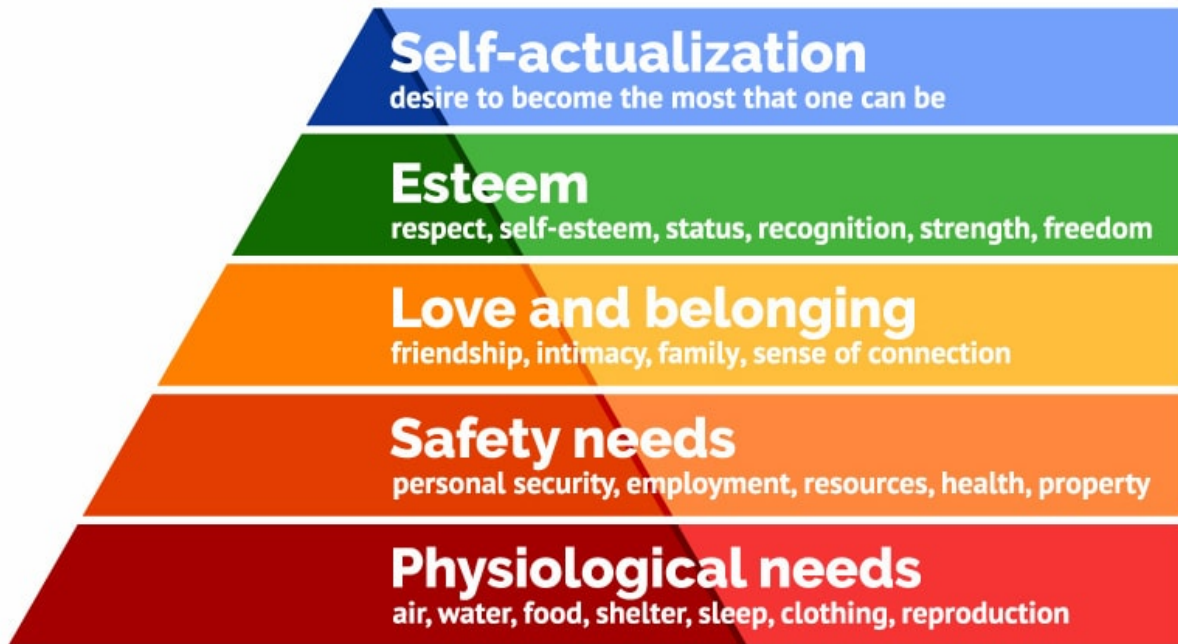 Self-actualization
desire to become the most that one can be
Esteem
respect, self-esteem, status, recognition, strength, freedom
Love and belonging
friendship, intimacy, family, sense of connection
Safety needs
personal security, employment, resources, health, property
Physiological needs
air, water, food, shelter, sleep, clothing, reproduction